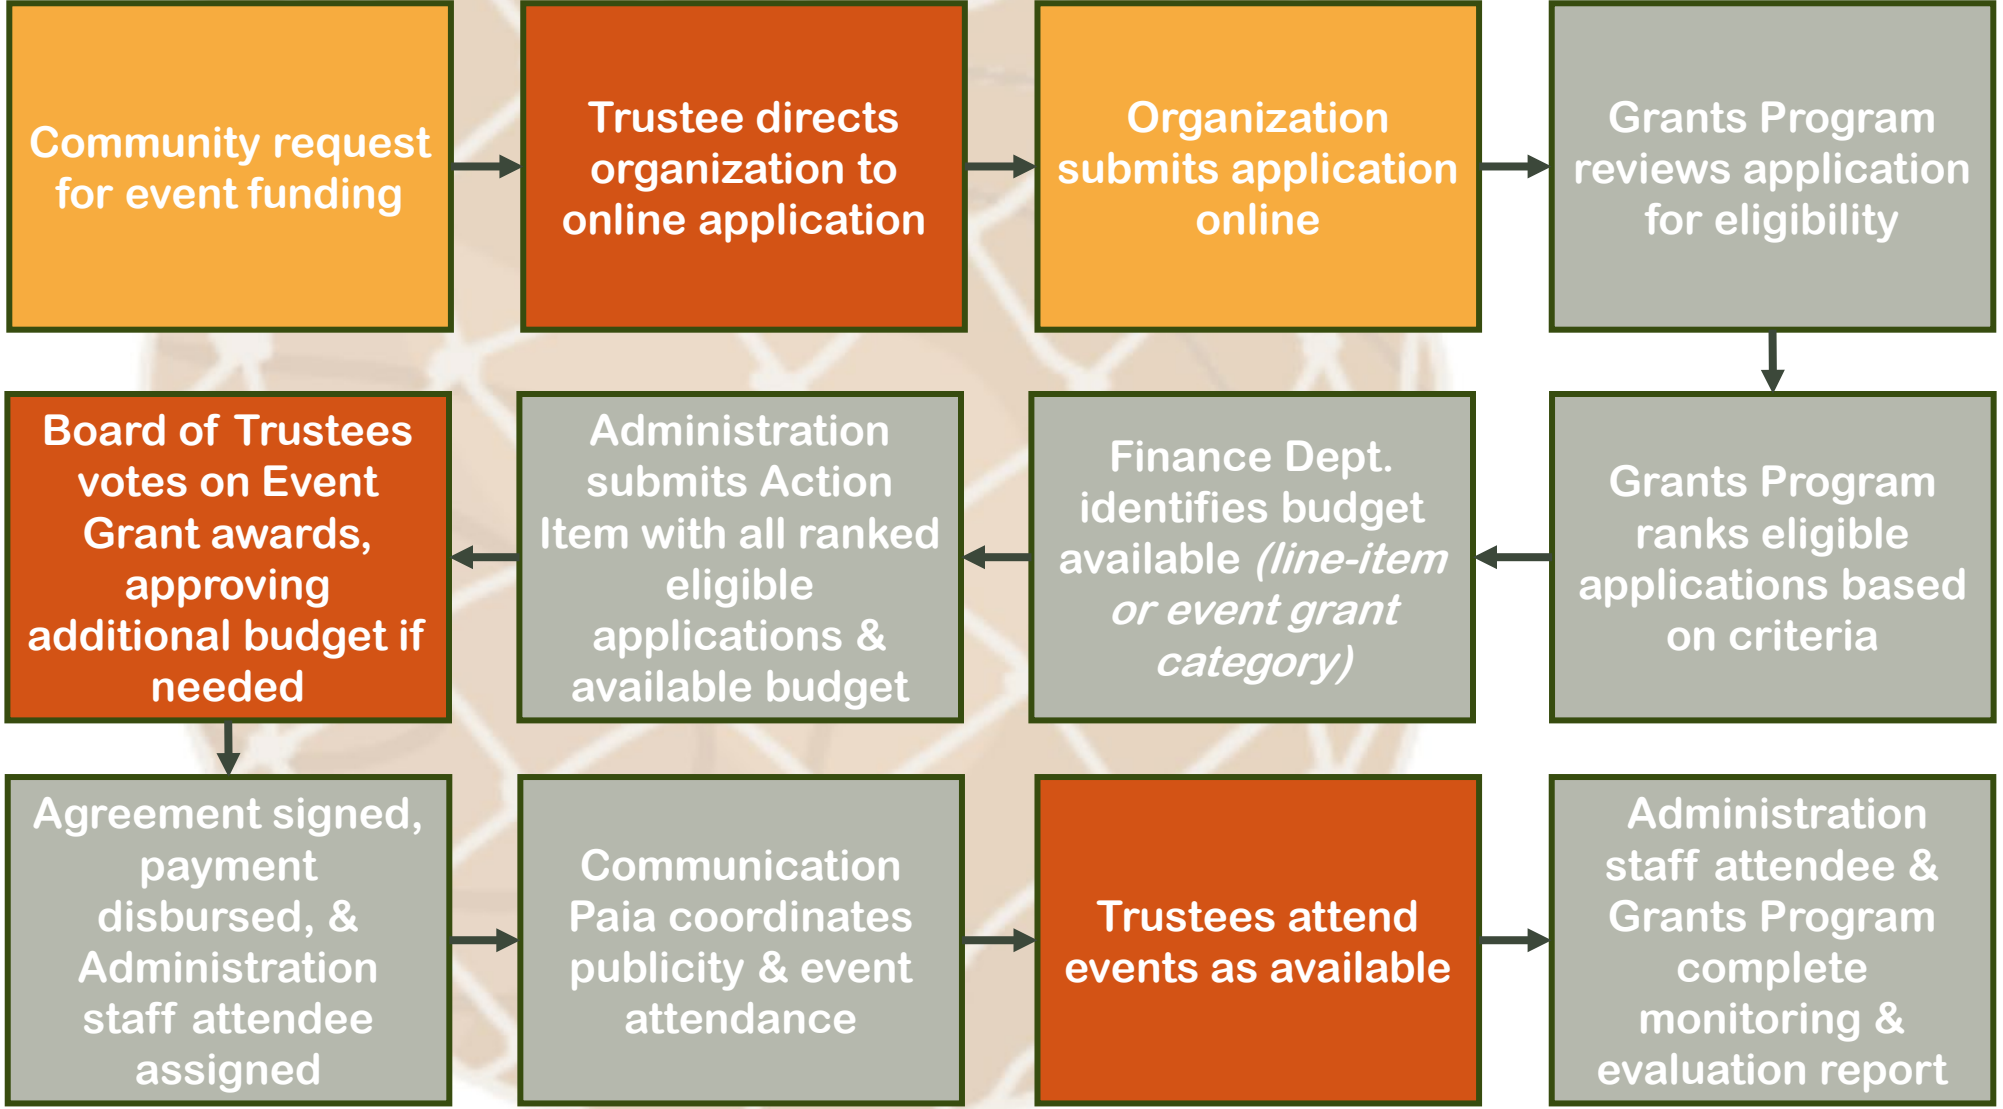 Community request
for event funding
Trustee directs
organization to
online application
Organization
submits application
online
Grants Program
reviews application
for eligibility
Grants Program
ranks eligible
applications based
on criteria
Finance Dept.
identifies budget
available (line-item
or event grant
category)
Administration
submits Action
Item with all ranked
eligible
applications &
available budget
Board of Trustees
votes on Event
Grant awards,
approving
additional budget if
needed
Agreement signed,
payment
disbursed, &
Administration
staff attendee
assigned
Communication
Paia coordinates
publicity & event
attendance
Trustees attend
events as available
Administration
staff attendee &
Grants Program
complete
monitoring &
evaluation report